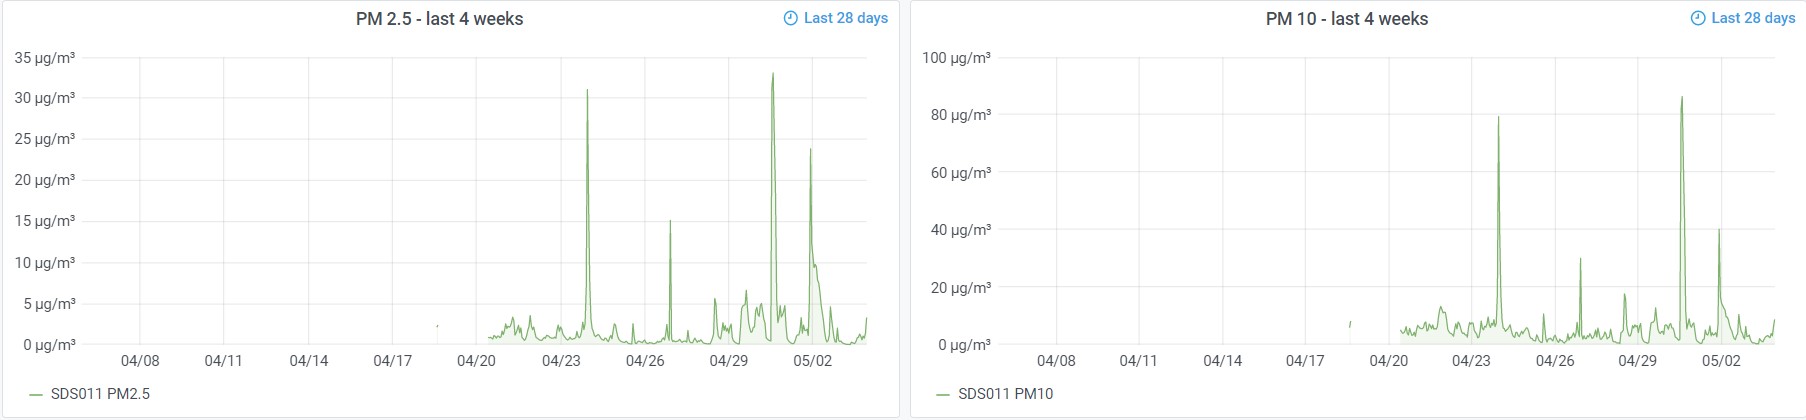 PM 2.5 - last 4 weeks
Last 28 days
35 µg/m³
30 µg/m³
25 µg/m³
20 µg/m³
15 µg/m³
10 µg/m³
5 µg/m³
0 µg/m³
04/08 04/11 04/14 04/17 04/20 04/23 04/26 04/29 05/02
SDS011 PM2.5
PM 10 - last 4 weeks
Last 28 days
100 µg/m³
80 µg/m³
60 µg/m³
40 µg/m³
20 µg/m³
0 µg/m³
04/08 04/11 04/14 04/17 04/20 04/23 04/26 04/29 05/02
SDS011 PM10